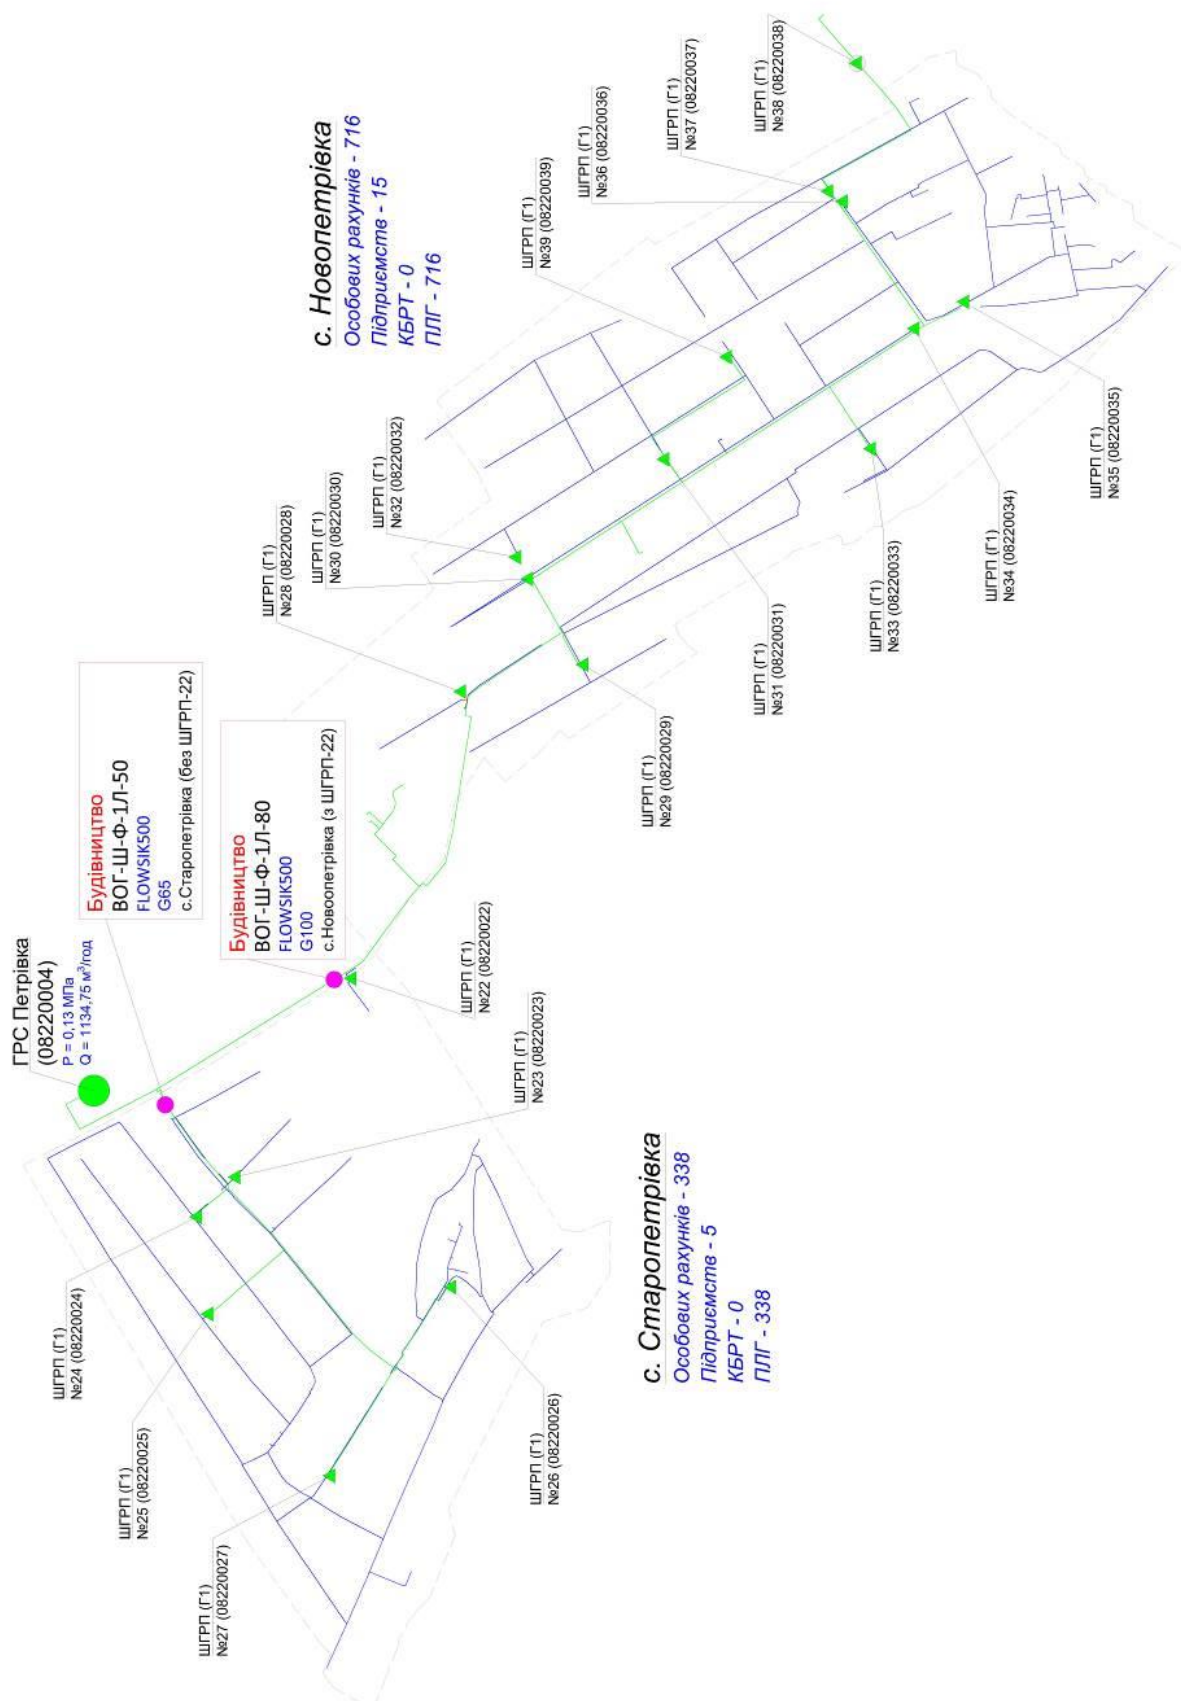 ГРС Петрівка
(08220004)
P = 0,13 МПа
Q = 1134,75 м³/год
Будівництво
ВОГ-Ш-Ф-1Л-50
FLOWSIK500
G65
с.Старопетрівка (без ШГРП-22)
Будівництво
ВОГ-Ш-Ф-1Л-80
FLOWSIK500
G100
с.Новоопетрівка (з ШГРП-22)
с. Новопетрівка
Особових рахунків - 716
Підприємств - 15
КБРТ - 0
ПЛГ - 716
с. Старопетрівка
Особових рахунків - 338
Підприємств - 5
КБРТ - 0
ПЛГ - 338
ШГРП (Г1)
№27 (08220027)
ШГРП (Г1)
№25 (08220025)
ШГРП (Г1)
№24 (08220024)
ШГРП (Г1)
№26 (08220026)
ШГРП (Г1)
№23 (08220023)
ШГРП (Г1)
№22 (08220022)
ШГРП (Г1)
№28 (08220028)
ШГРП (Г1)
№30 (08220030)
ШГРП (Г1)
№32 (08220032)
ШГРП (Г1)
№29 (08220029)
ШГРП (Г1)
№31 (08220031)
ШГРП (Г1)
№33 (08220033)
ШГРП (Г1)
№34 (08220034)
ШГРП (Г1)
№35 (08220035)
ШГРП (Г1)
№39 (08220039)
ШГРП (Г1)
№36 (08220036)
ШГРП (Г1)
№37 (08220037)
ШГРП (Г1)
№38 (08220038)